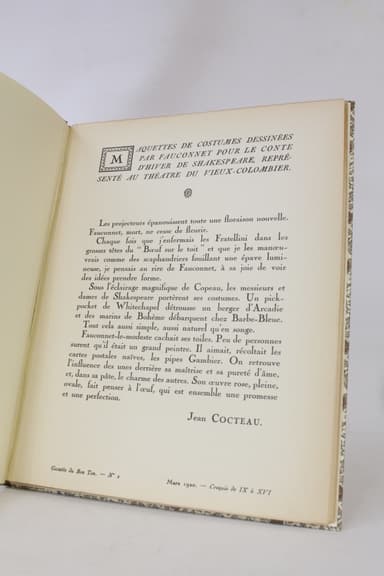 MAQUETTES DE COSTUMES DESSINÉES
PAR FAUCONNET POUR LE CONTE
D'HIVER DE SHAKESPEARE, REPRÉ-
SENTÉ AU THÉATRE DU VIEUX-COLOMBIER.
Les projecteurs épanouissent toute une floraison nouvelle.
Fauconnet, mort, ne cesse de fleurir.
Chaque fois que j'enfermais les Fratellini dans les
grosses têtes du " Bœuf sur le toit " et que je les manœu-
vrais comme des scaphandriers fouillant une épave lumi-
neuse, je pensais au rire de Fauconnet, à sa joie de voir
des idées prendre forme.
Sous l'éclairage magnifique de Copeau, les messieurs et
dames de Shakespeare portèrent ses costumes. Un pick-
pocket de Whitechapel détrousse un berger d'Arcadie
et des marins de Bohême débarquent chez Barbe-Bleue.
Tout cela aussi simple, aussi naturel qu'en songe.
Fauconnet-le-modeste cachait ses toiles. Peu de personnes
surent qu'il était un grand peintre. Il aimait, récoltait les
cartes postales naïves, les pipes Gambier. On retrouve
l'influence des unes derrière sa maîtrise et sa pureté d'âme,
et, dans sa pâte, le charme des autres. Son œuvre rose, pleine,
ovale, fait penser à l'œuf, qui est ensemble une promesse
et une perfection.
Jean COCTEAU.
Gazette du Bon Ton. — N° 2
Mars 1920. — Croquis de IX à XVI